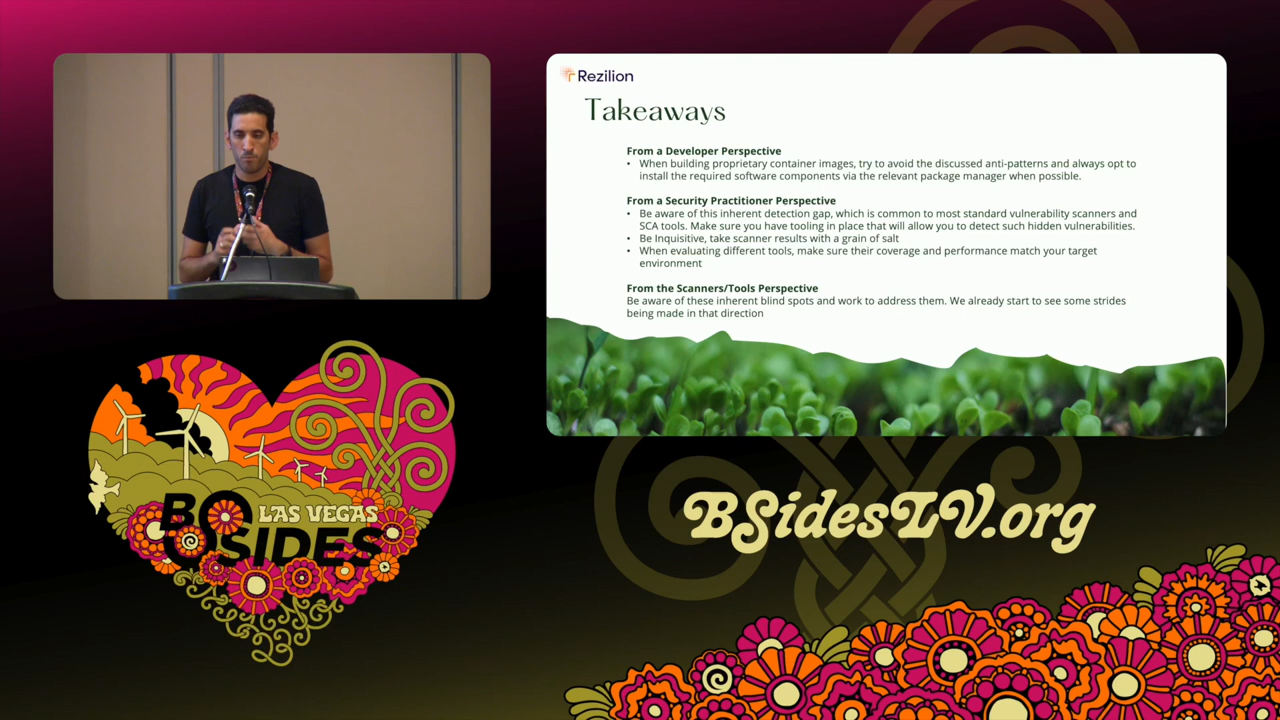 Rezilion
Takeaways
From a Developer Perspective
• When building proprietary container images, try to avoid the discussed anti-patterns and always opt to
install the required software components via the relevant package manager when possible.
From a Security Practitioner Perspective
• Be aware of this inherent detection gap, which is common to most standard vulnerability scanners and
SCA tools. Make sure you have tooling in place that will allow you to detect such hidden vulnerabilities.
• Be Inquisitive, take scanner results with a grain of salt
• When evaluating different tools, make sure their coverage and performance match your target
environment
From the Scanners/Tools Perspective
Be aware of these inherent blind spots and work to address them. We already start to see some strides
being made in that direction
LAS VEGAS
SIDES
23
BSidesLV.org